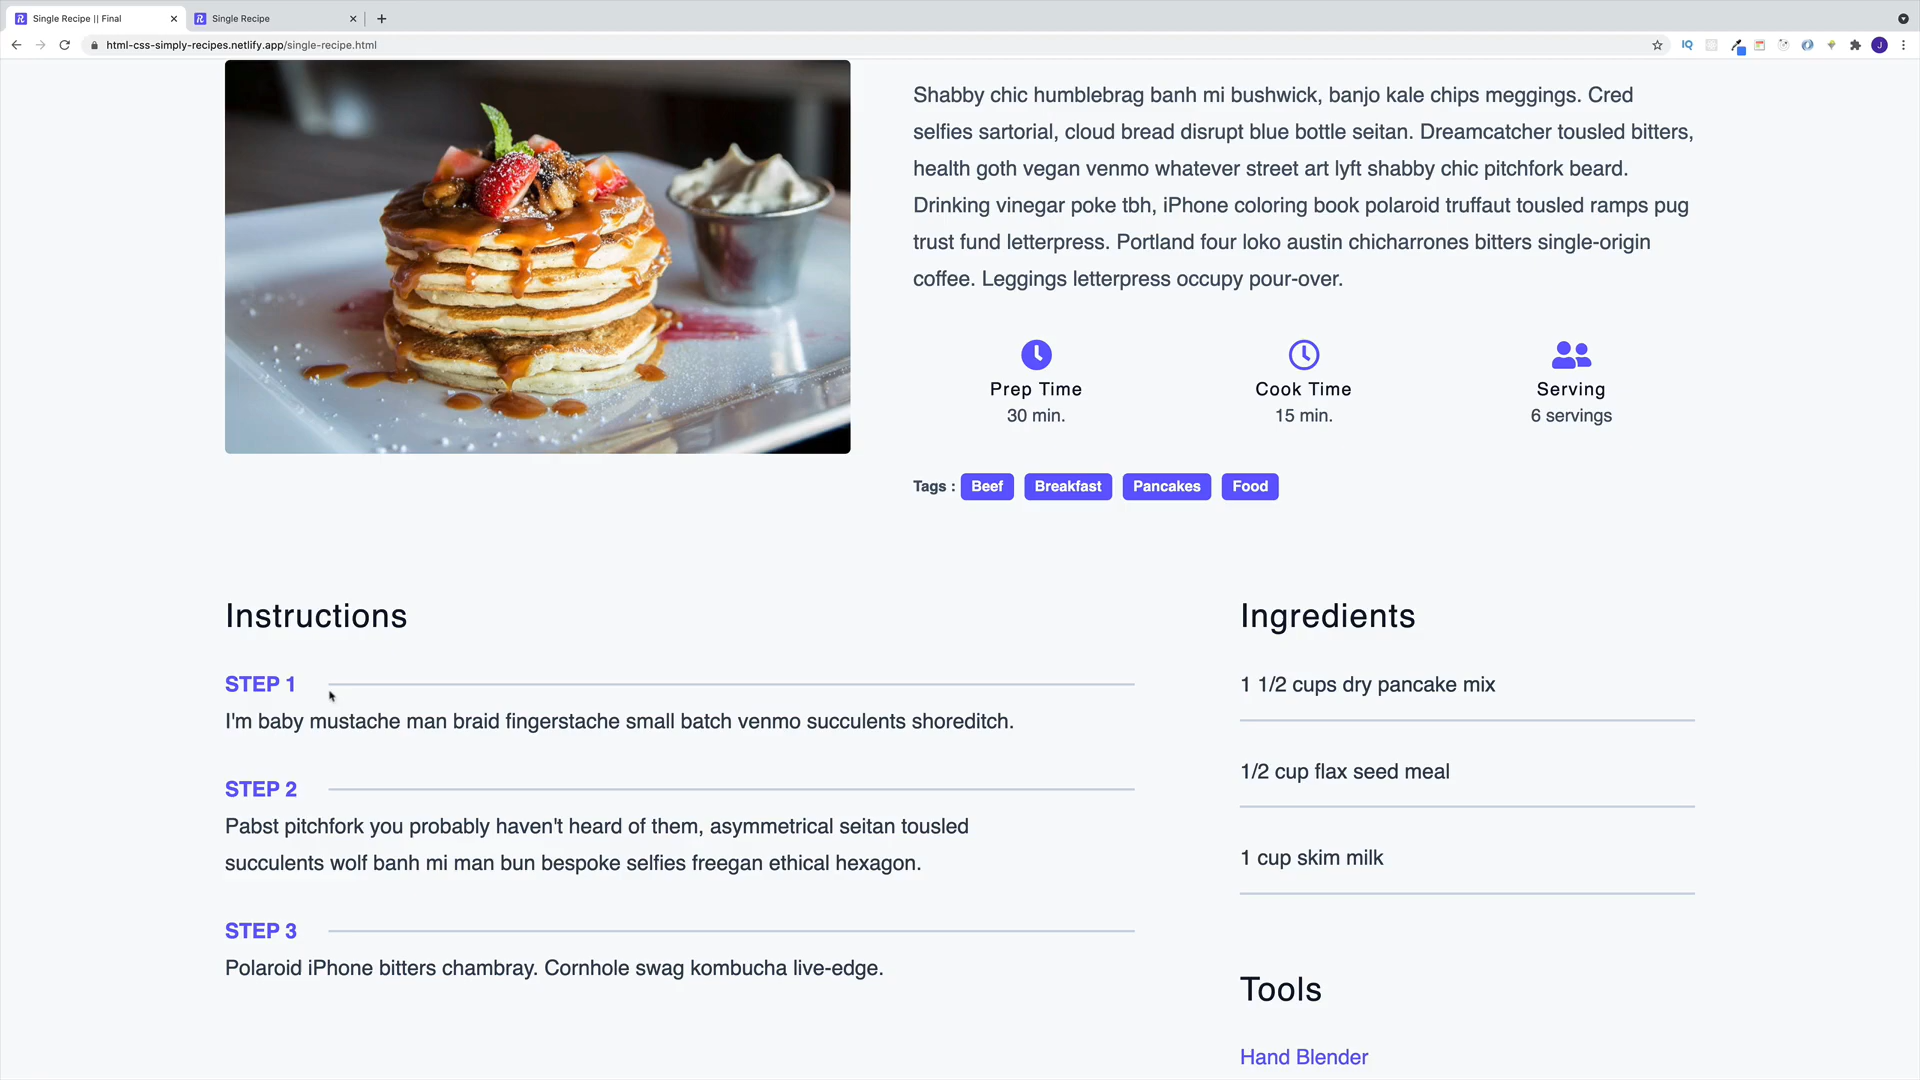 Single Recipe || Final
Single Recipe
html-css-simply-recipes.netlify.app/single-recipe.html
IQ
J
Shabby chic humblebrag banh mi bushwick, banjo kale chips meggings. Cred
selfies sartorial, cloud bread disrupt blue bottle seitan. Dreamcatcher tousled bitters,
health goth vegan venmo whatever street art lyft shabby chic pitchfork beard.
Drinking vinegar poke tbh, iPhone coloring book polaroid truffaut tousled ramps pug
trust fund letterpress. Portland four loko austin chicharrones bitters single-origin
coffee. Leggings letterpress occupy pour-over.
Prep Time
30 min.
Cook Time
15 min.
Serving
6 servings
Tags : Beef Breakfast Pancakes Food
Instructions
STEP 1
I'm baby mustache man braid fingerstache small batch venmo succulents shoreditch.
STEP 2
Pabst pitchfork you probably haven't heard of them, asymmetrical seitan tousled
succulents wolf banh mi man bun bespoke selfies freegan ethical hexagon.
STEP 3
Polaroid iPhone bitters chambray. Cornhole swag kombucha live-edge.
Ingredients
1 1/2 cups dry pancake mix
1/2 cup flax seed meal
1 cup skim milk
Tools
Hand Blender